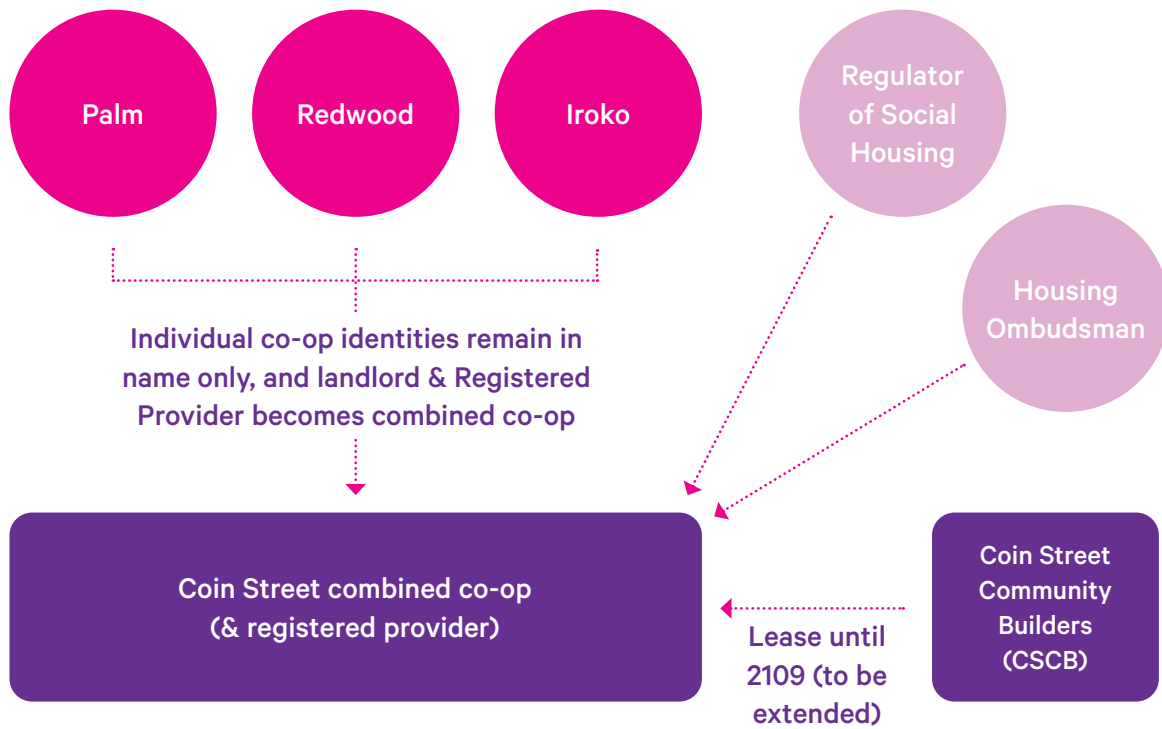 Palm
Redwood
Iroko
Regulator
of Social
Housing
Housing
Ombudsman
Individual co-op identities remain in
name only, and landlord & Registered
Provider becomes combined co-op
Coin Street combined co-op
(& registered provider)
Lease until
2109 (to be
extended)
Coin Street
Community
Builders
(CSCB)